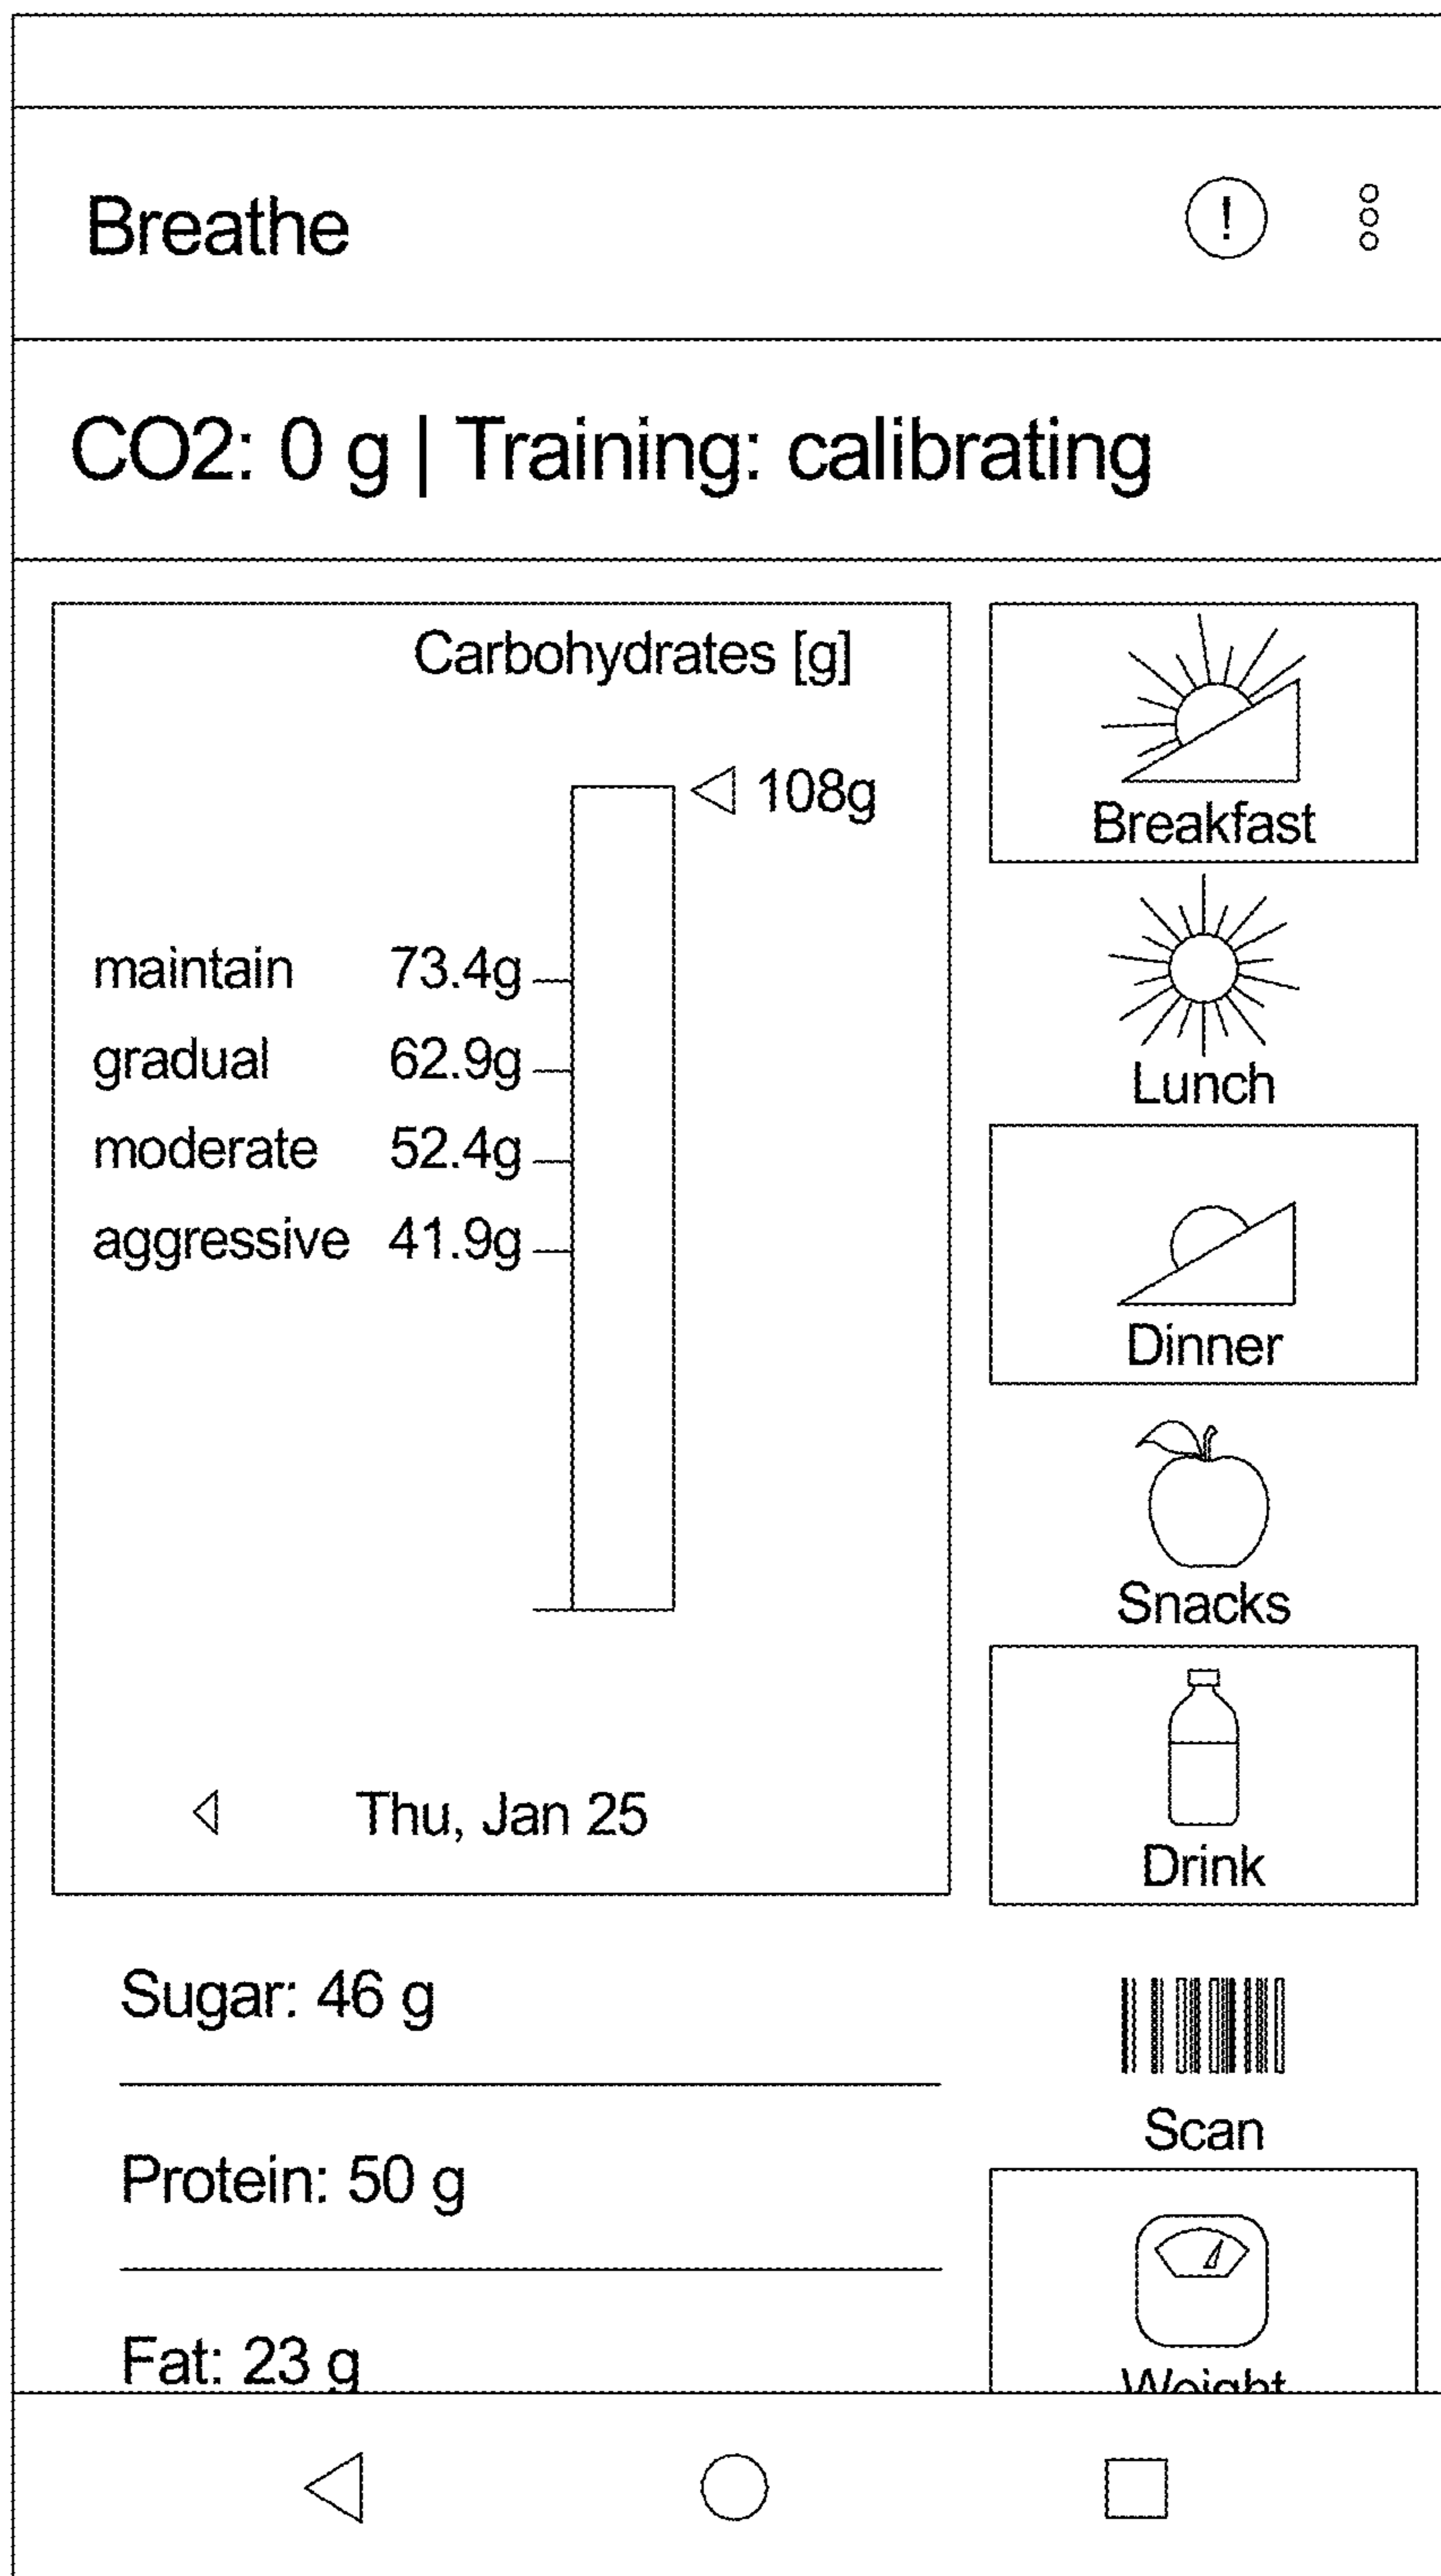 Breathe
!
CO2: 0 g | Training: calibrating
Carbohydrates [g]
108g
maintain 73.4g
gradual 62.9g
moderate 52.4g
aggressive 41.9g
Thu, Jan 25
Sugar: 46 g
Protein: 50 g
Fat: 23 g
Breakfast
Lunch
Dinner
Snacks
Drink
Scan
Weight